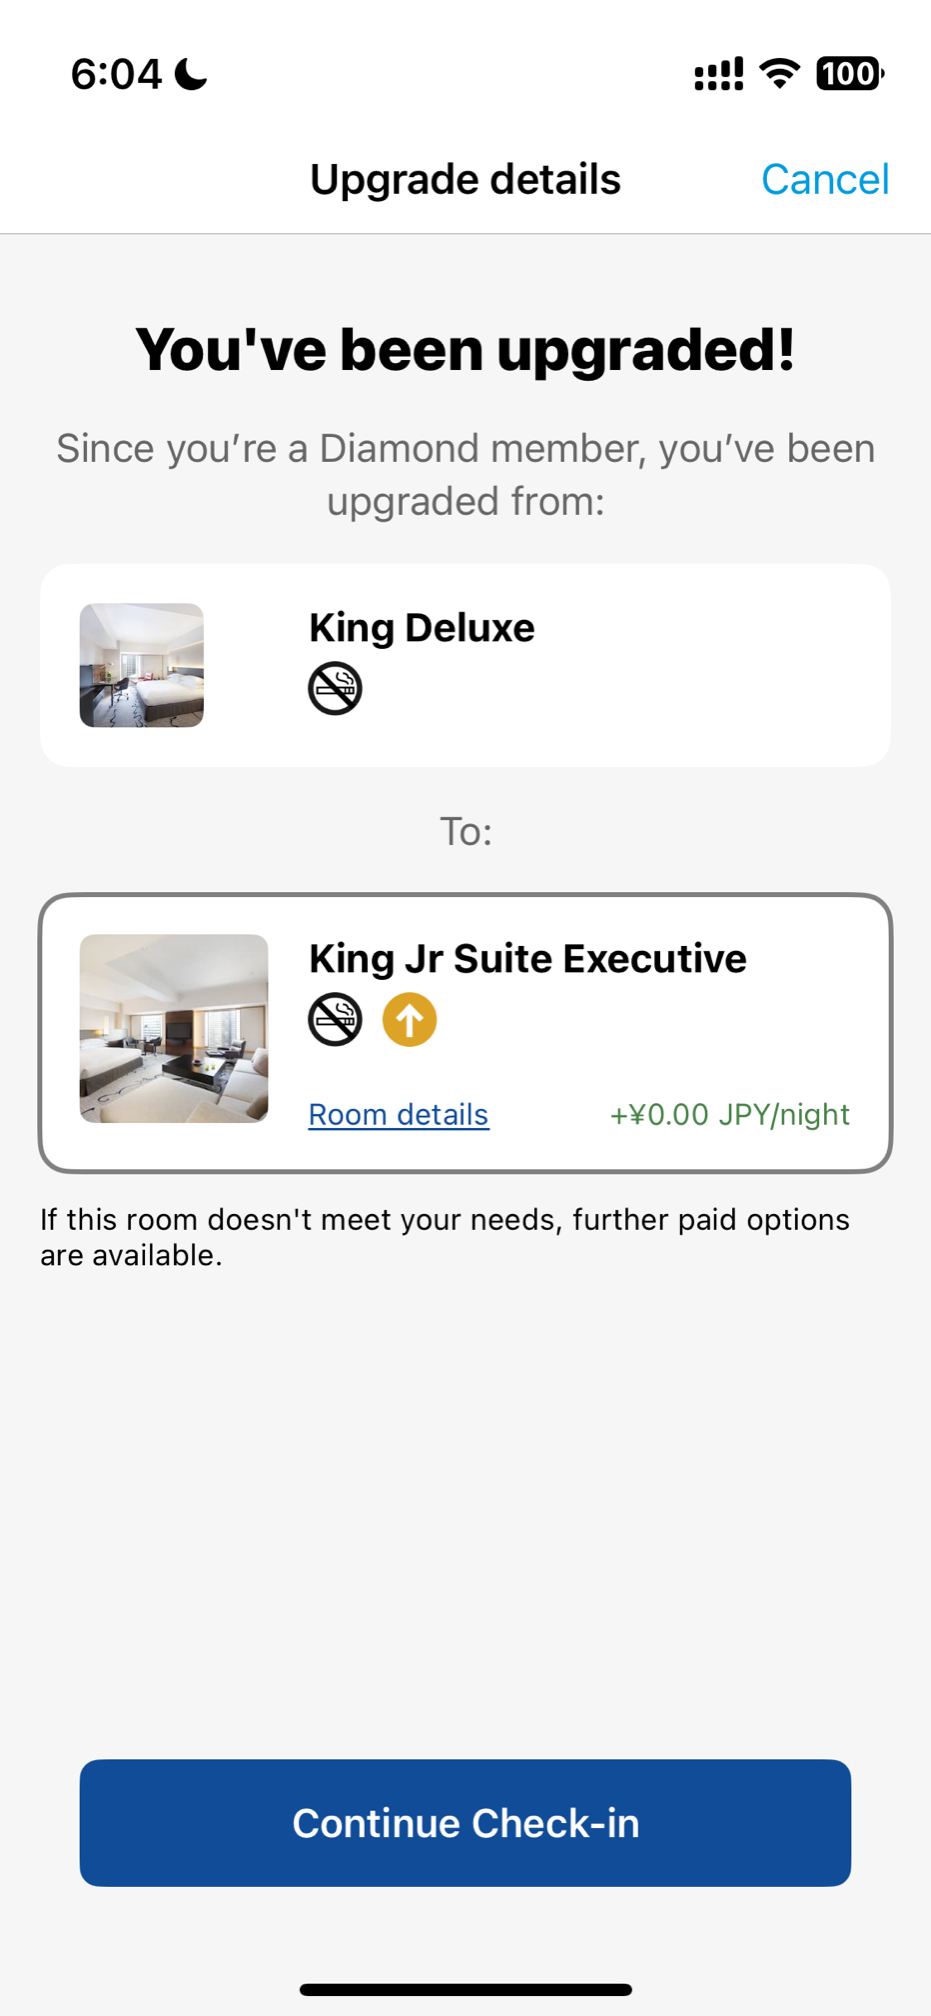 6:04
100
Upgrade details
Cancel
You've been upgraded!
Since you’re a Diamond member, you’ve been
upgraded from:
King Deluxe
To:
King Jr Suite Executive
Room details
+¥0.00 JPY/night
If this room doesn't meet your needs, further paid options
are available.
Continue Check-in